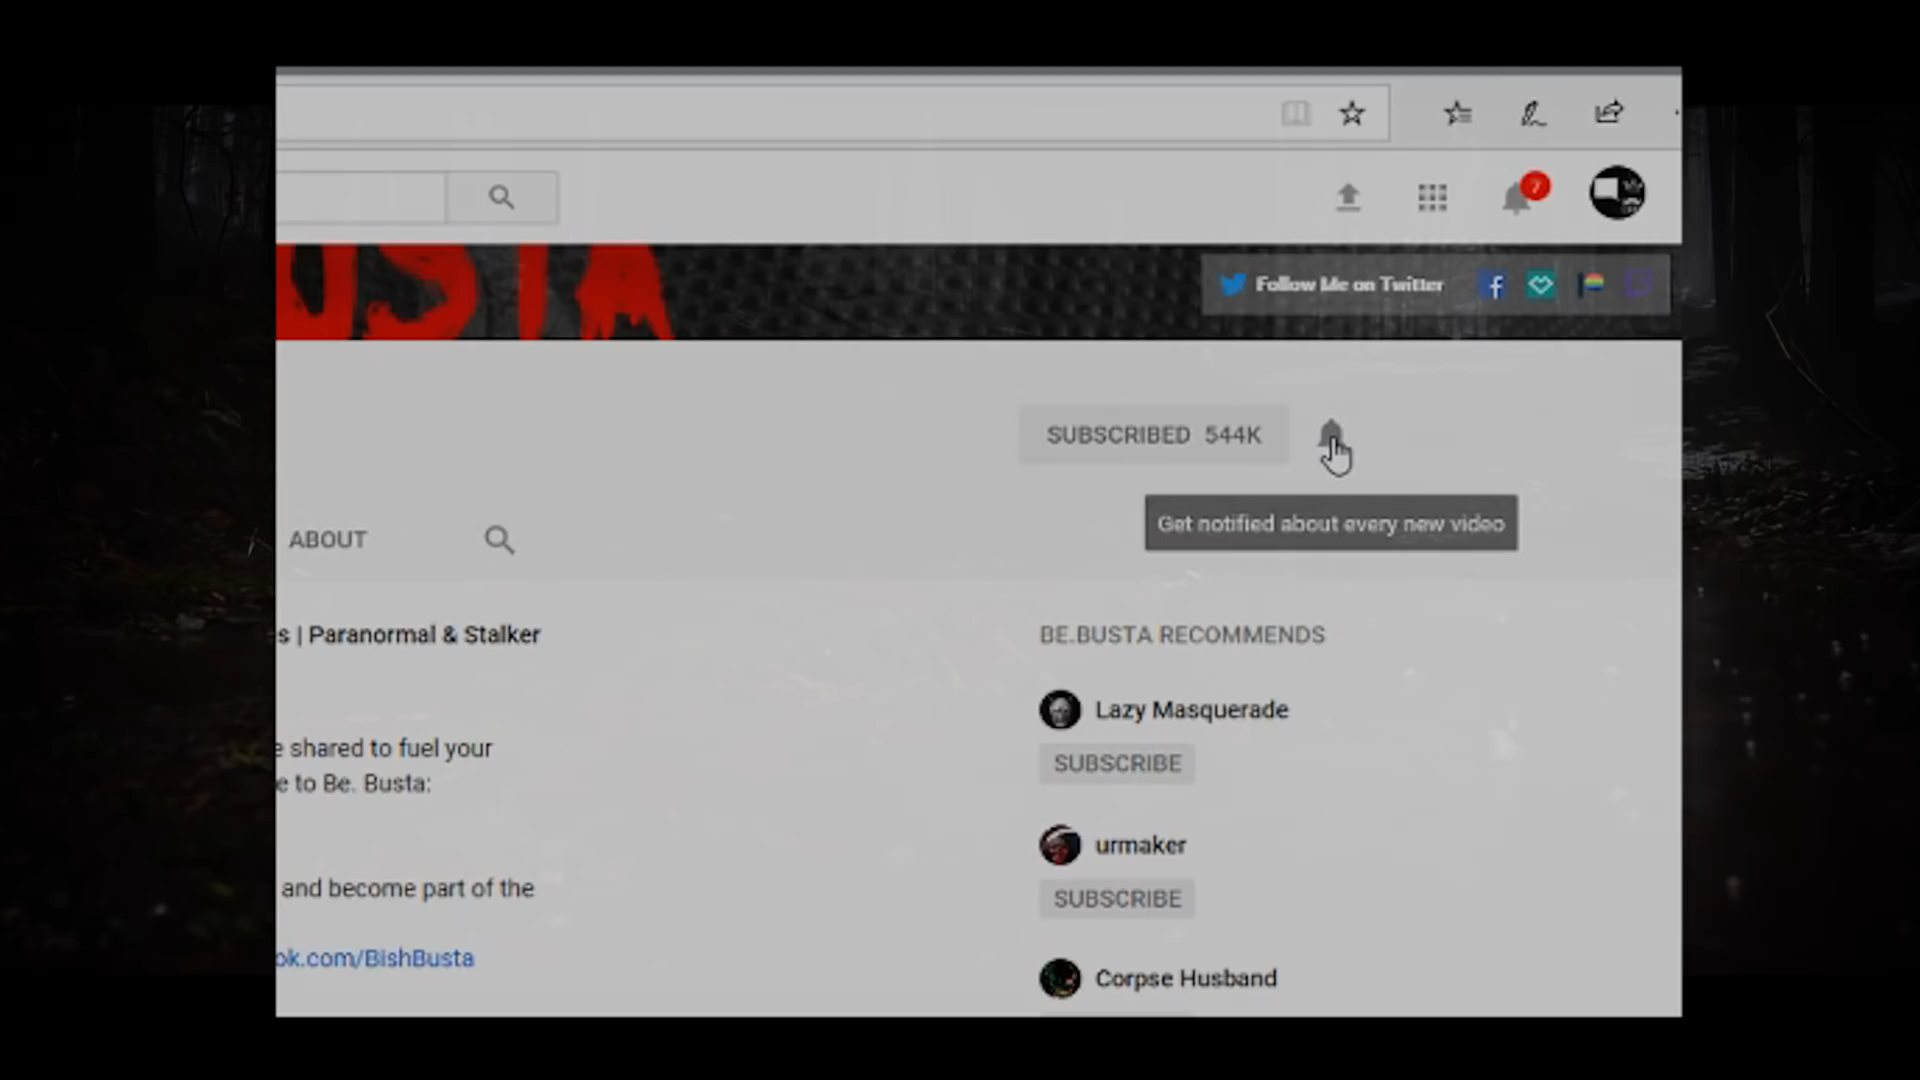 7
USTA
Follow Me on Twitter
SUBSCRIBED 544K
Get notified about every new video
ABOUT
s | Paranormal & Stalker
BE.BUSTA RECOMMENDS
Lazy Masquerade
SUBSCRIBE
e shared to fuel your
e to Be. Busta:
urmaker
SUBSCRIBE
and become part of the
ok.com/BishBusta
Corpse Husband